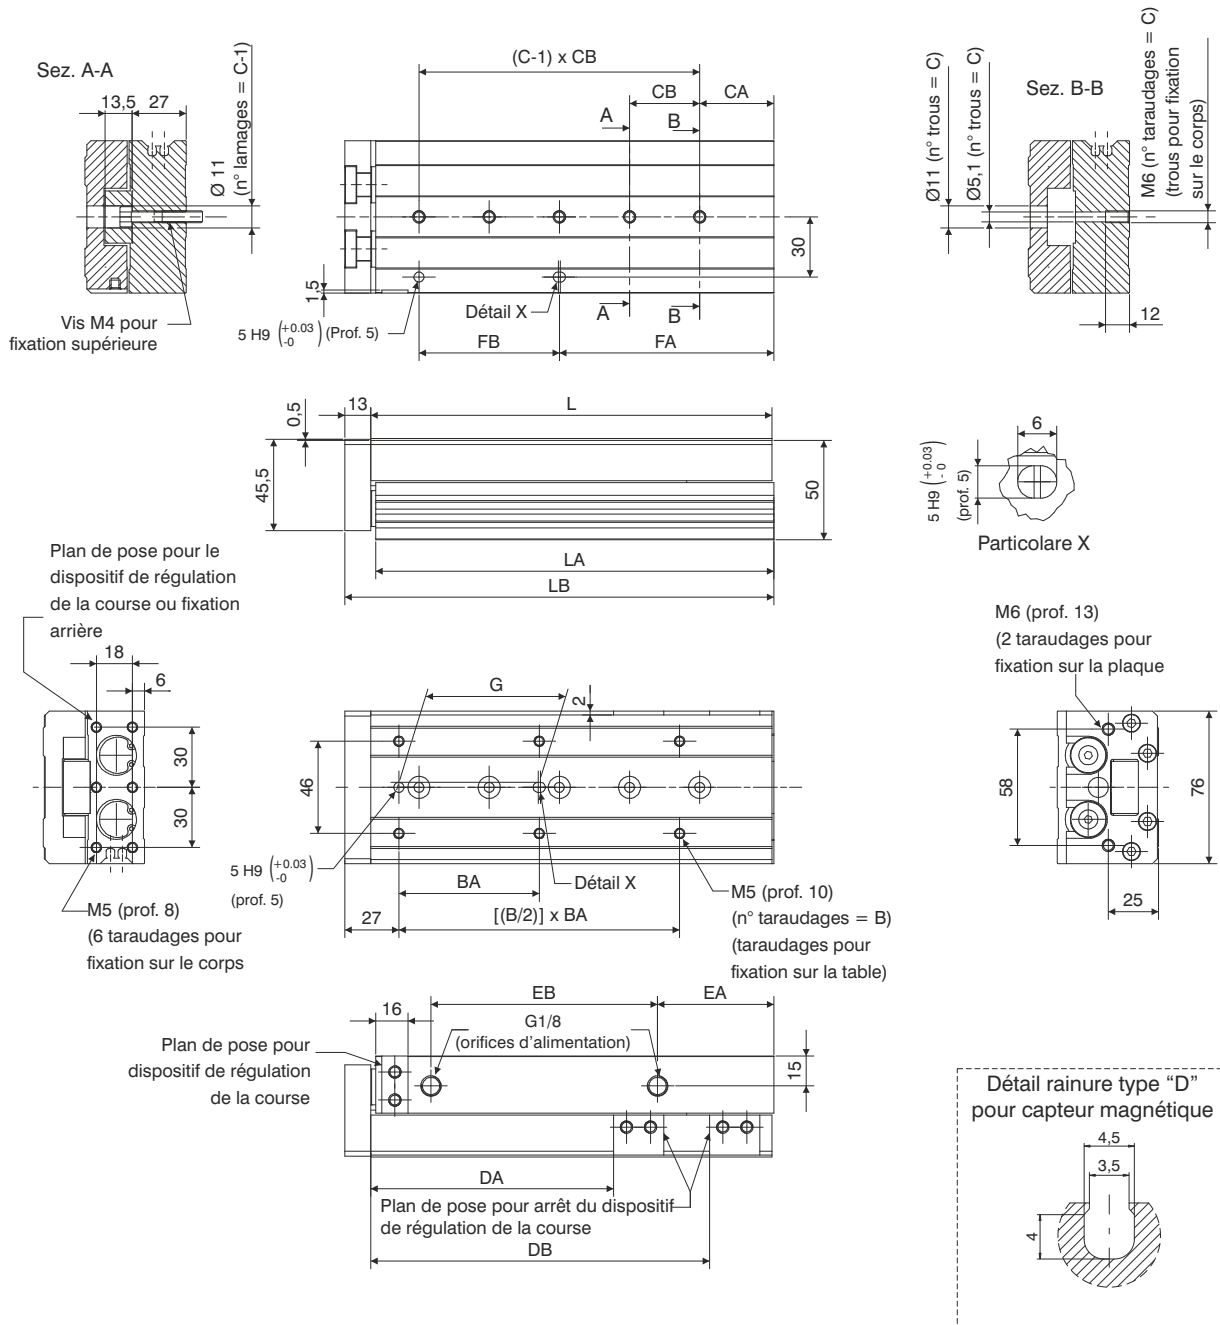 Sez. A-A
13,5
27
Ø 11
(n° lamages = C-1)
Vis M4 pour
fixation supérieure
(C-1) x CB
CB
CA
A
B
30
1,5
5 H9 (+0.03 -0) (Prof. 5)
Détail X
A
B
FB
FA
Sez. B-B
Ø11 (n° trous = C)
Ø5,1 (n° trous = C)
M6 (n° taraudages = C)
(trous pour fixation
sur le corps)
12
0,5
13
L
45,5
50
LA
LB
6
5 H9 (+0.03 - 0)
(prof. 5)
Particolare X
Plan de pose pour le
dispositif de régulation
de la course ou fixation
arrière
18
6
30
30
M5 (prof. 8)
(6 taraudages pour
fixation sur le corps
G
2
46
5 H9 (+0.03 -0)
(prof. 5)
BA
Détail X
27
[(B/2)] x BA
M5 (prof. 10)
(n° taraudages = B)
(taraudages pour
fixation sur la table)
M6 (prof. 13)
(2 taraudages pour
fixation sur la plaque
58
76
25
EB
EA
16
G1/8
(orifices d'alimentation)
15
Plan de pose pour
dispositif de régulation
de la course
DA
Plan de pose pour arrêt du dispositif
de régulation de la course
DB
Détail rainure type “D”
pour capteur magnétique
4,5
3,5
4